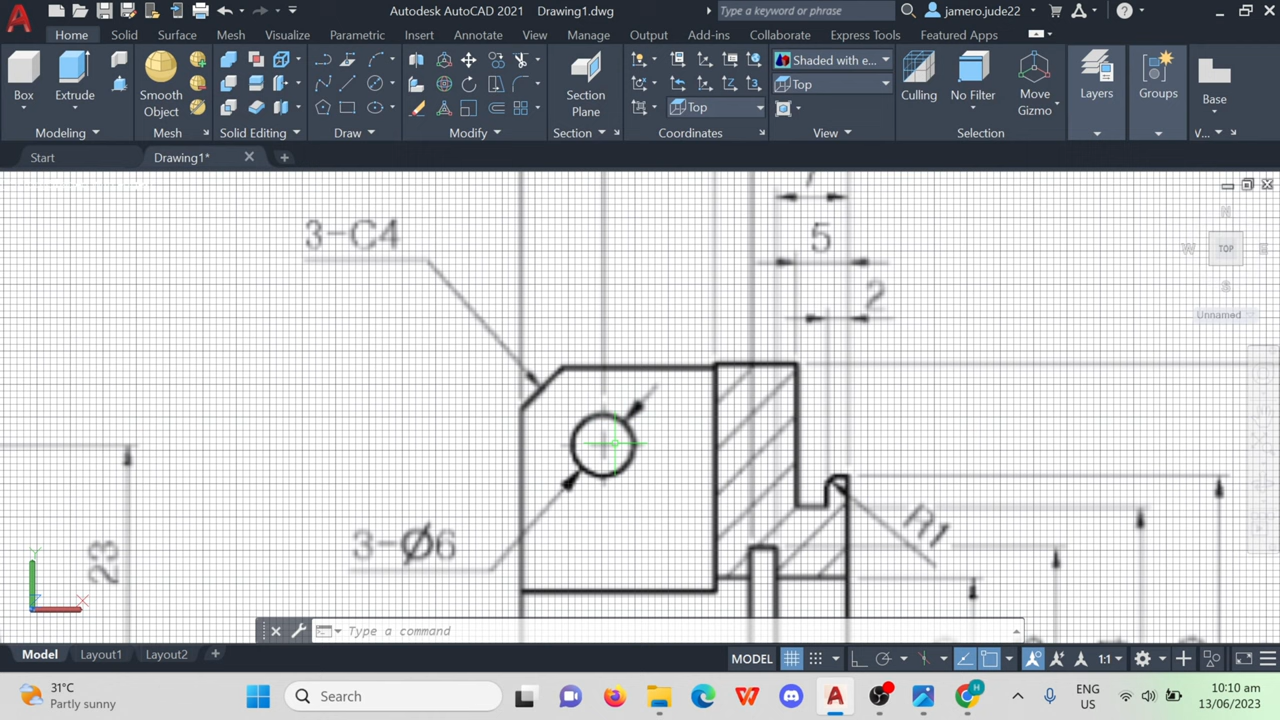 Autodesk AutoCAD 2021 Drawing1.dwg
Type a keyword or phrase
jamero.jude22
Home Solid Surface Mesh Visualize Parametric Insert Annotate View Manage Output Add-ins Collaborate Express Tools Featured Apps
Box Extrude Smooth Object Section Plane Shaded with e... Top Top Culling No Filter Move Gizmo Layers Groups Base
Modeling Mesh Solid Editing Draw Modify Section Coordinates View Selection V...
Start Drawing1*
3-C4
5
2
N
W TOP E
Unnamed
3-Ø6
R1
23
Y
X
Type a command
Model Layout1 Layout2
MODEL 1:1
31°C
Partly sunny
Search
ENG
US
10:10 am
13/06/2023